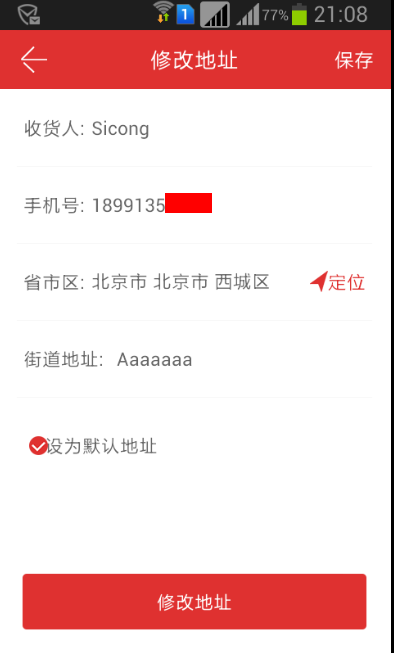 1 77% 21:08
修改地址 保存
收货人: Sicong
手机号: 1899135
省市区: 北京市 北京市 西城区 定位
街道地址: Aaaaaaa
设为默认地址
修改地址